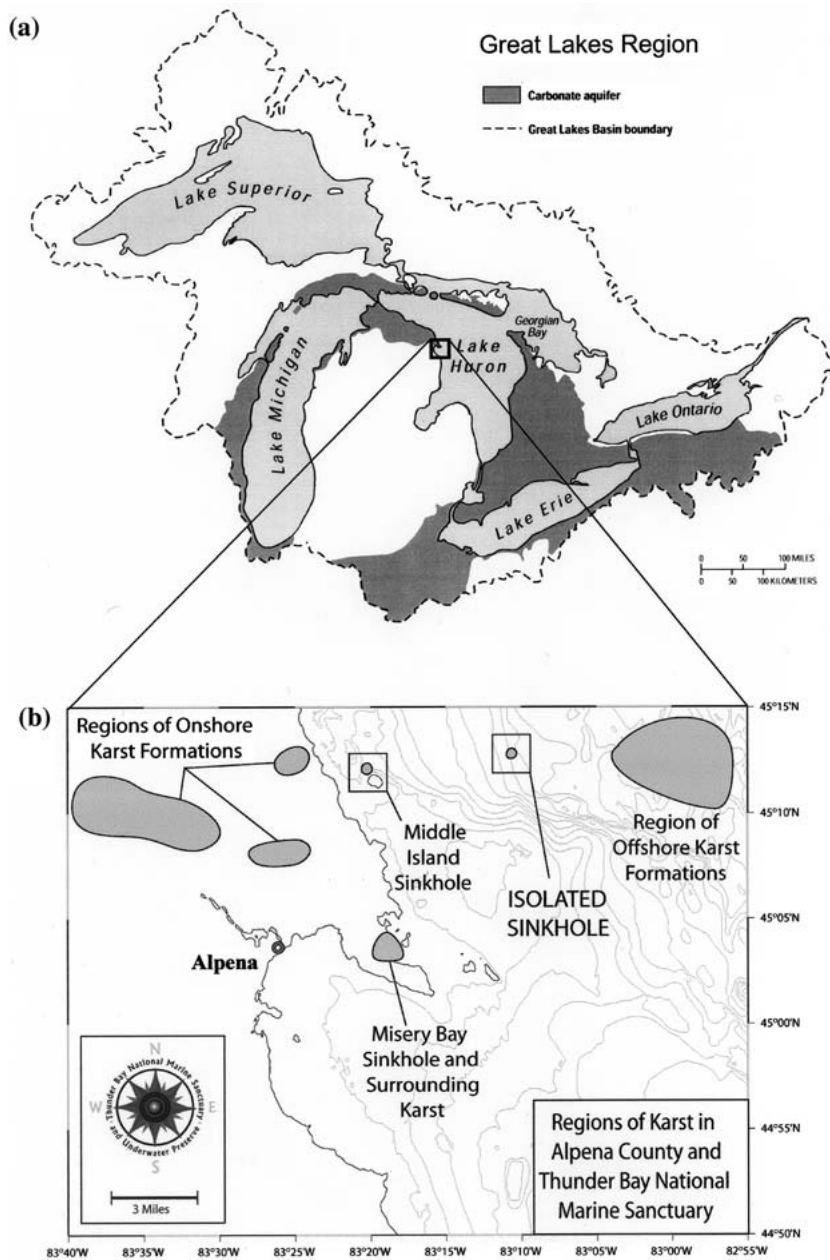 (a)
Great Lakes Region
Carbonate aquifer
Great Lakes Basin boundary
Lake Superior
Georgian
Bay
Lake
Huron
Lake Michigan
Lake Ontario
Lake Erie
0 50 100 MILES
0 50 100 KILOMETERS
(b)
Regions of Onshore
Karst Formations
Middle
Island
Sinkhole
ISOLATED
SINKHOLE
Region of
Offshore Karst
Formations
Alpena
Misery Bay
Sinkhole and
Surrounding
Karst
Thunder Bay National Marine Sanctuary
and Underwater Preserve
N
W
E
S
3 Miles
Regions of Karst in
Alpena County and
Thunder Bay National
Marine Sanctuary
45°15'N
45°10'N
45°05'N
45°00'N
44°55'N
44°50'N
83°40'W 83°35'W 83°30'W 83°25'W 83°20'W 83°15'W 83°10'W 83°05'W 83°00'W 82°55'W